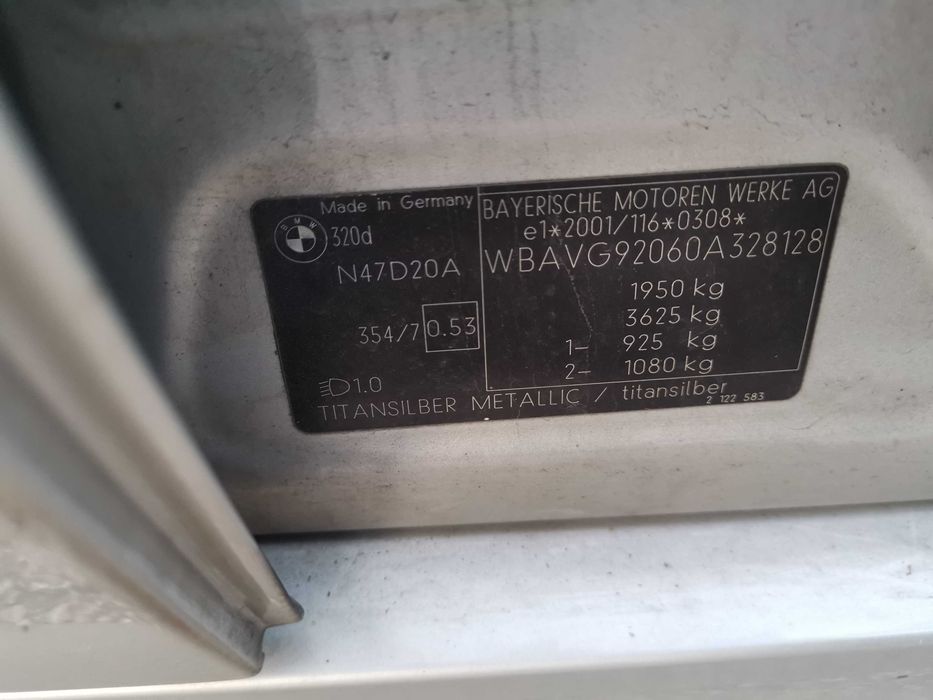 Made in Germany
BMW
320d
N47D20A
354/7 0.53
1.0
BAYERISCHE MOTOREN WERKE AG
e1*2001/116*0308*
WBAVG92060A328128
1950 kg
3625 kg
1- 925 kg
2- 1080 kg
TITANSILBER METALLIC / titansilber
2 122 583